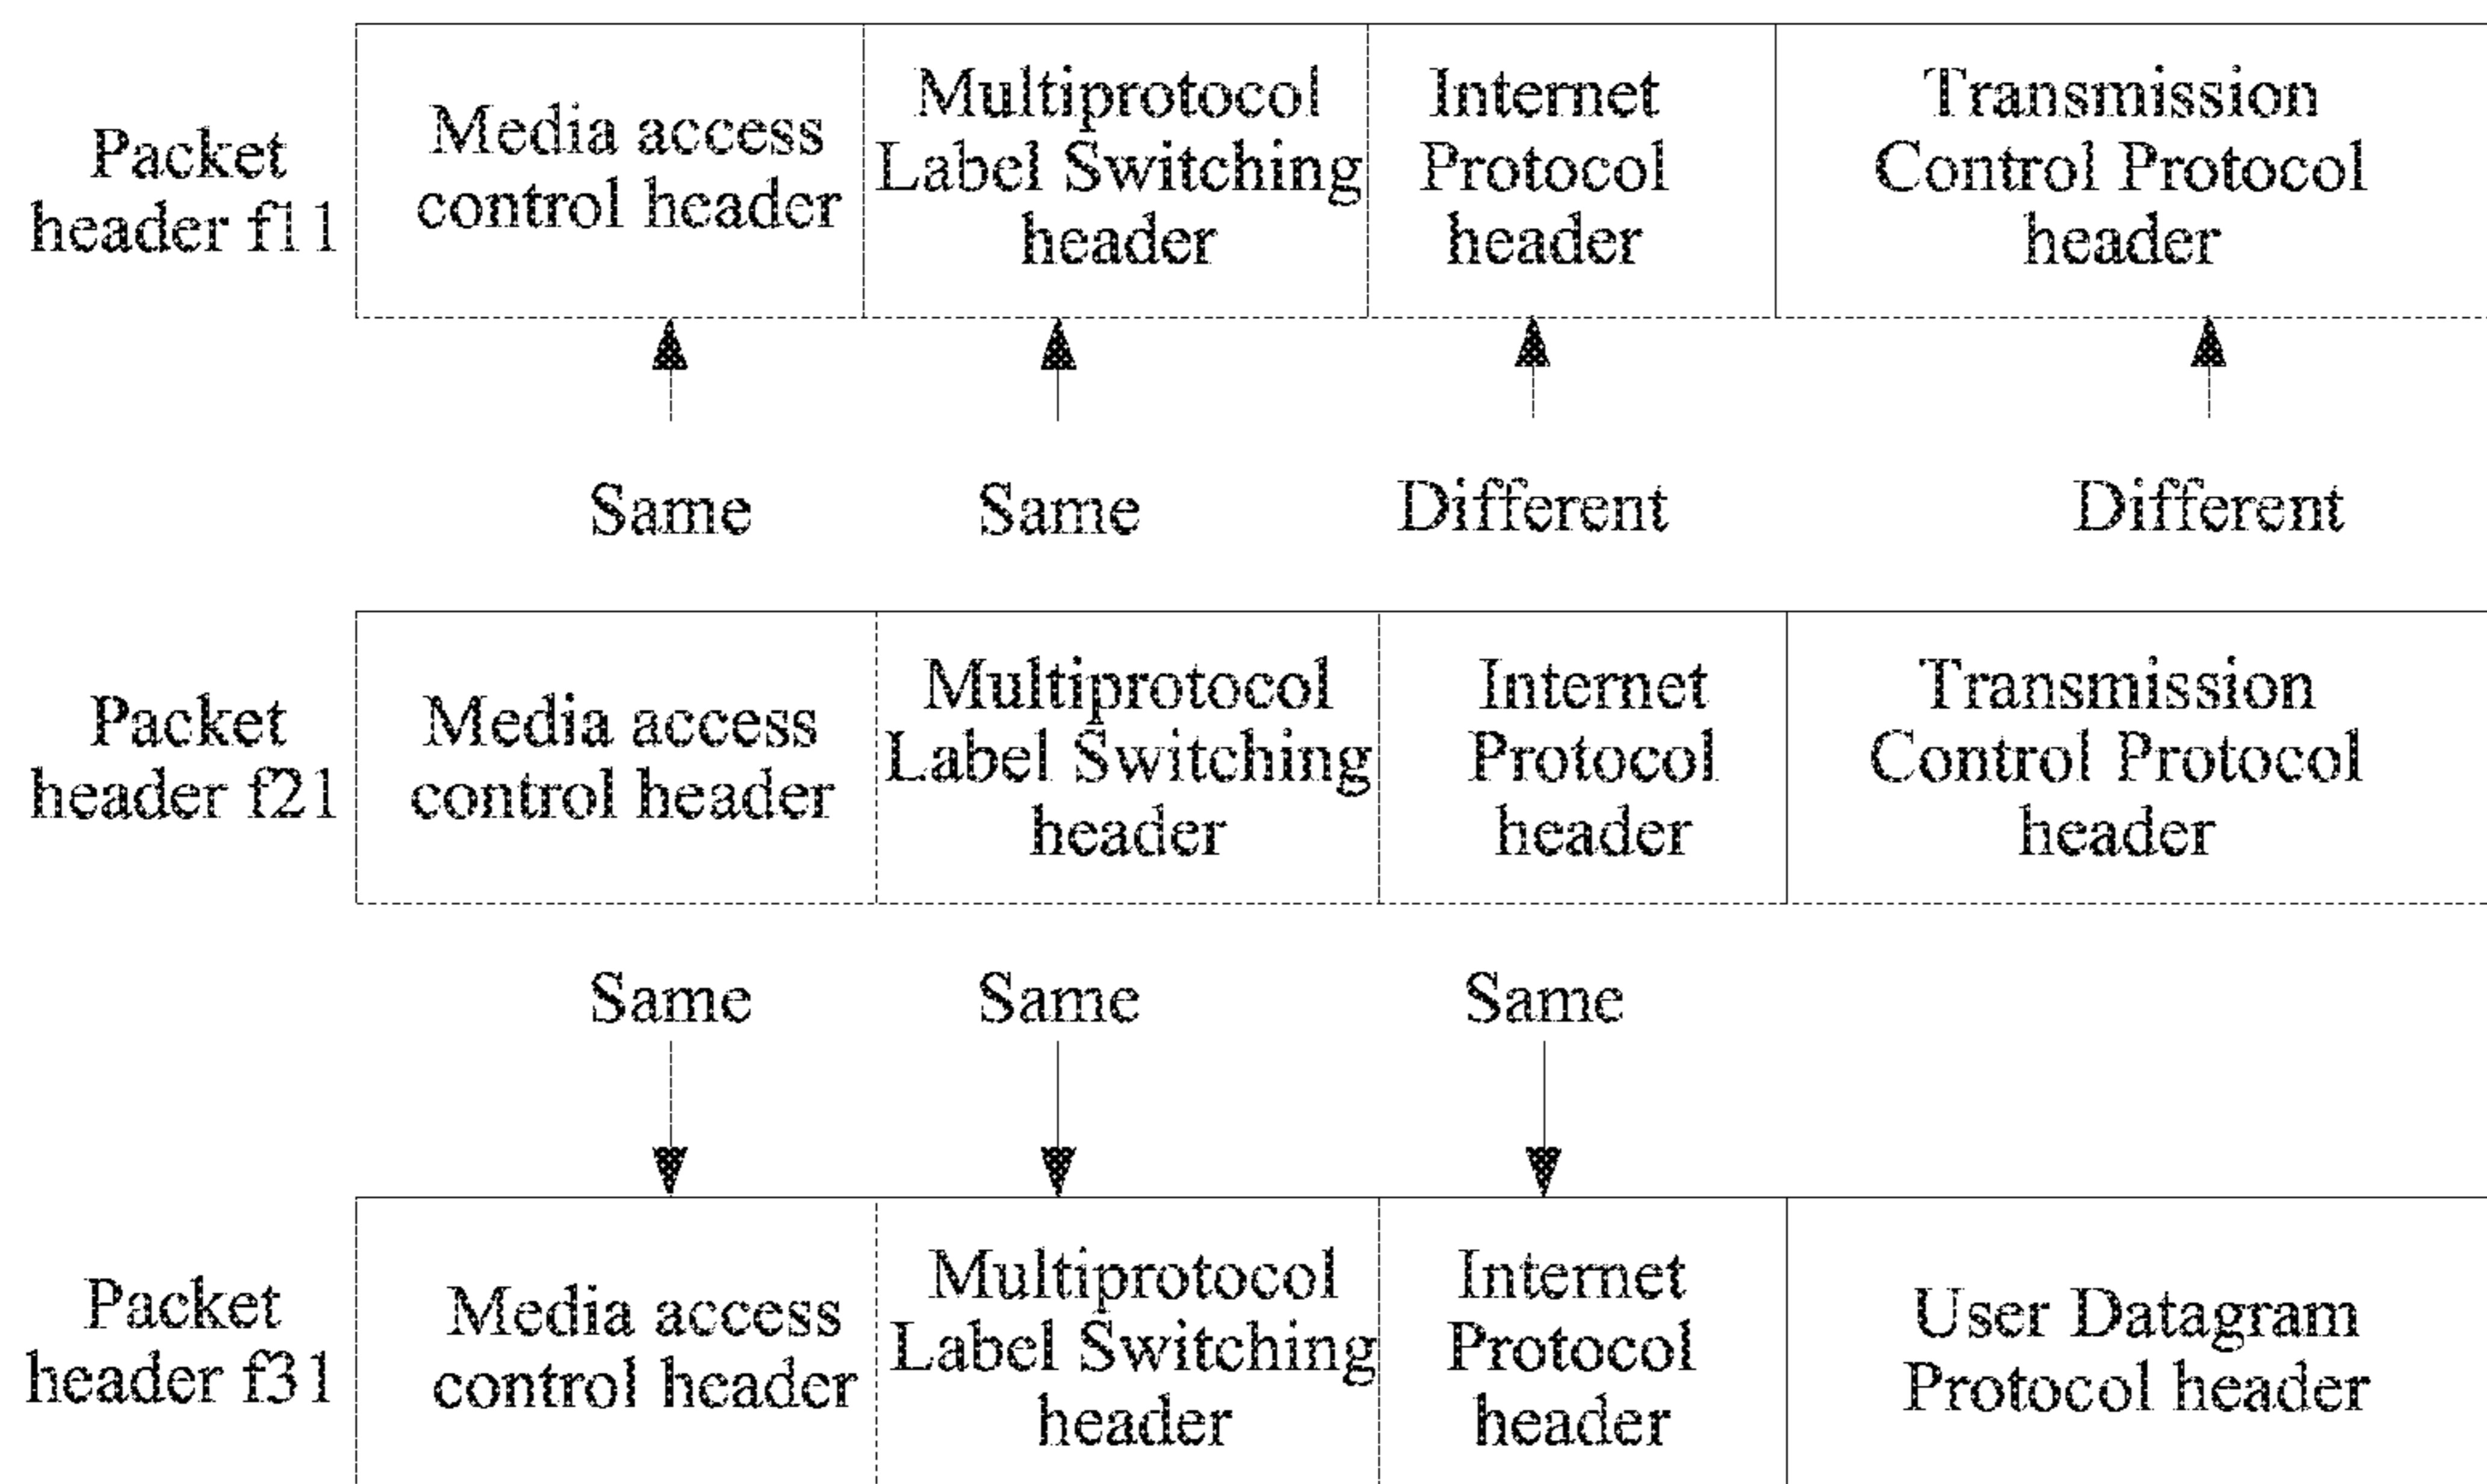 Packet
header f11
Media access
control header
Multiprotocol
Label Switching
header
Internet
Protocol
header
Transmission
Control Protocol
header
Same
Same
Different
Different
Packet
header f21
Media access
control header
Multiprotocol
Label Switching
header
Internet
Protocol
header
Transmission
Control Protocol
header
Same
Same
Same
Packet
header f31
Media access
control header
Multiprotocol
Label Switching
header
Internet
Protocol
header
User Datagram
Protocol header